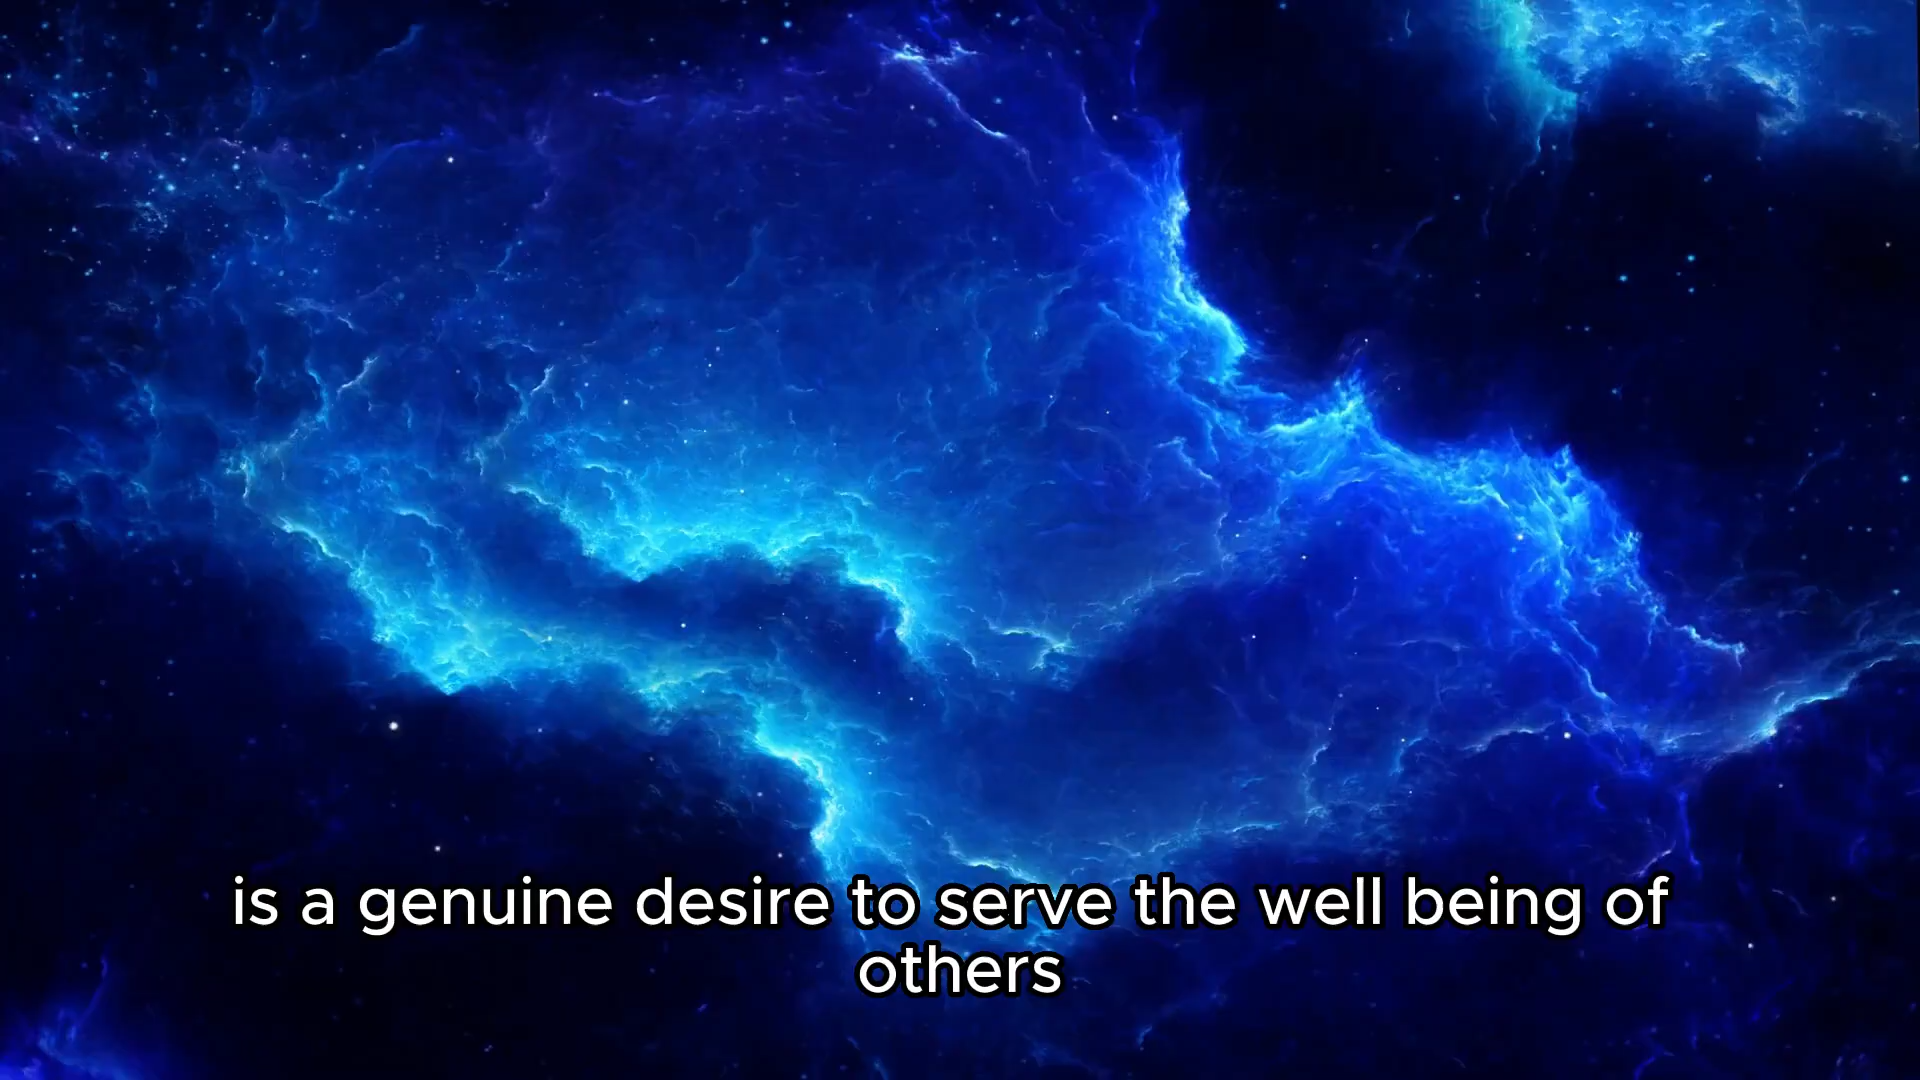 is a genuine desire to serve the well being of
others